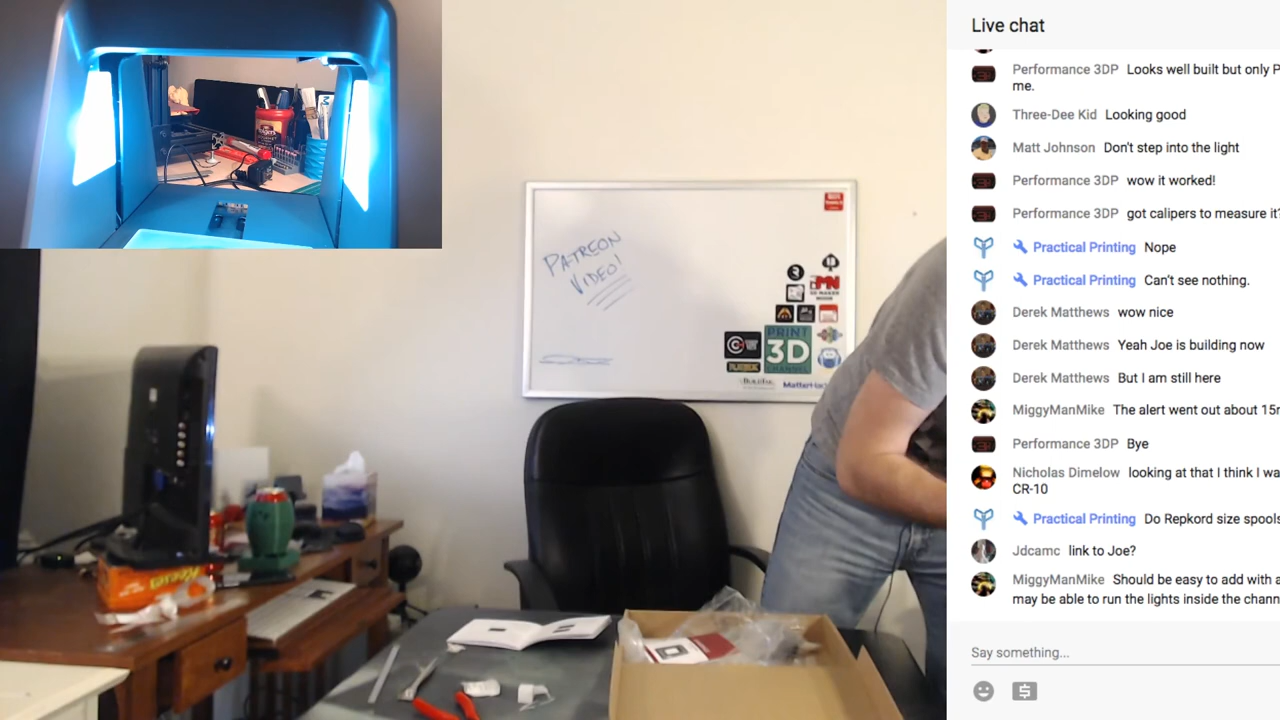 Live chat
Performance 3DP Looks well built but only P
me.
Three-Dee Kid Looking good
Matt Johnson Don't step into the light
Performance 3DP wow it worked!
Performance 3DP got calipers to measure it?
Practical Printing Nope
Practical Printing Can't see nothing.
Derek Matthews wow nice
Derek Matthews Yeah Joe is building now
Derek Matthews But I am still here
MiggyManMike The alert went out about 15
Performance 3DP Bye
Nicholas Dimelow looking at that I think I wa
CR-10
Practical Printing Do Repkord size spools
Jdcamc link to Joe?
MiggyManMike Should be easy to add with a
may be able to run the lights inside the chann
Say something...
PATREON
VIDEO!
PRINT
3D
CHANNEL
MatterHac
Folgers